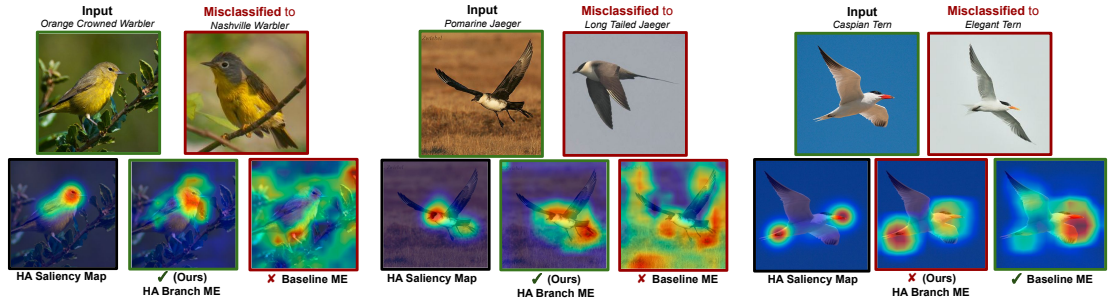 Input
Orange Crowned Warbler
Misclassified to
Nashville Warbler
HA Saliency Map
✓ (Ours)
HA Branch ME
✘ Baseline ME
Input
Pomarine Jaeger
Misclassified to
Long Tailed Jaeger
HA Saliency Map
✓ (Ours)
HA Branch ME
✘ Baseline ME
Input
Caspian Tern
Misclassified to
Elegant Tern
HA Saliency Map
✘ (Ours)
HA Branch ME
✓ Baseline ME